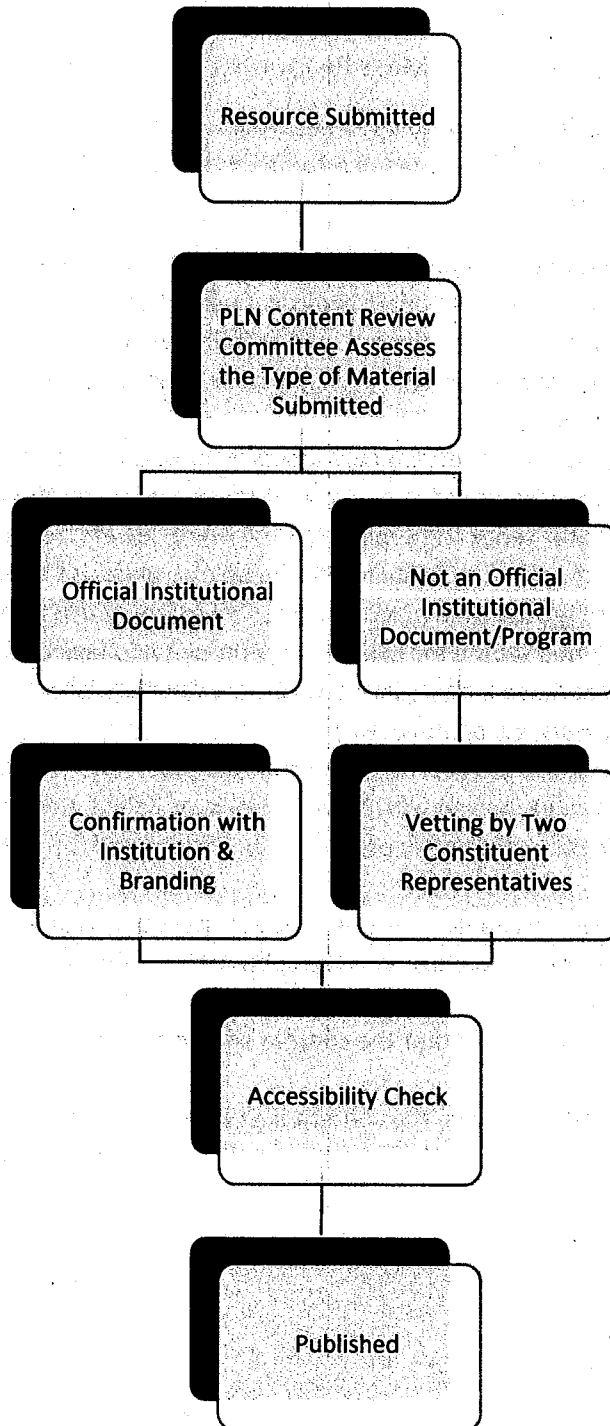 Resource Submitted
PLN Content Review
Committee Assesses
the Type of Material
Submitted
Official Institutional
Document
Not an Official
Institutional
Document/Program
Confirmation with
Institution &
Branding
Vetting by Two
Constituent
Representatives
Accessibility Check
Published